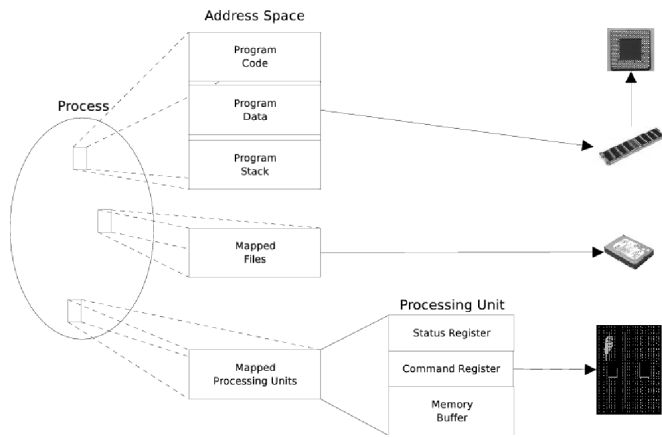 Address Space
Program
Code
Process
Program
Data
Program
Stack
Mapped
Files
Processing Unit
Status Register
Mapped
Processing Units
Command Register
Memory
Buffer